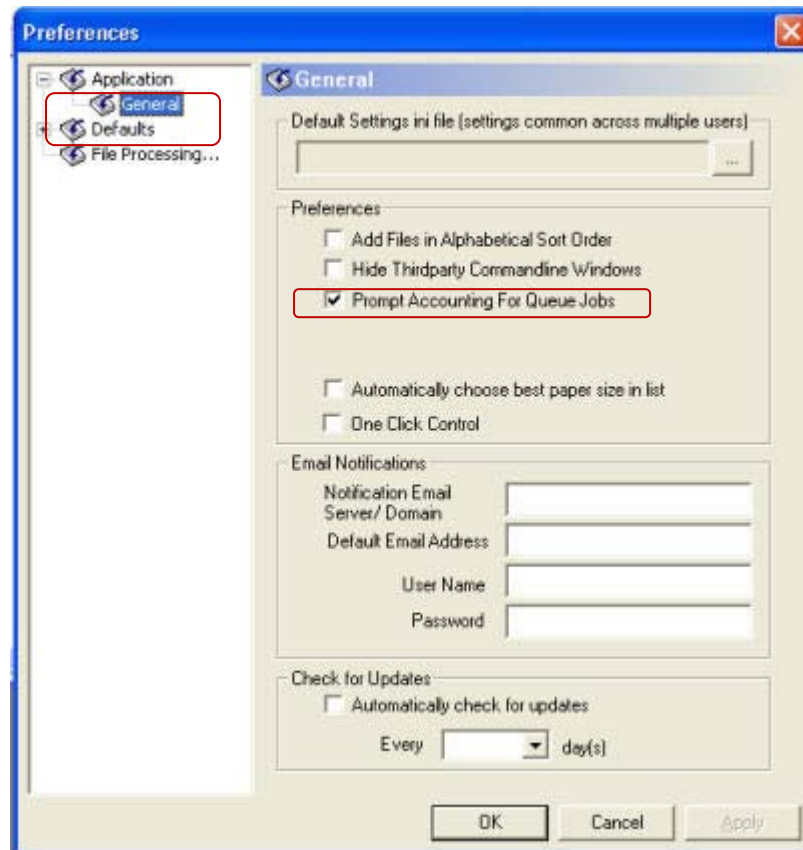 Preferences
Application
General
Defaults
File Processing...
General
Default Settings ini file (settings common across multiple users)
...
Preferences
Add Files in Alphabetical Sort Order
Hide Thirdparty Commandline Windows
Prompt Accounting For Queue Jobs
Automatically choose best paper size in list
One Click Control
Email Notifications
Notification Email
Server/ Domain
Default Email Address
User Name
Password
Check for Updates
Automatically check for updates
Every day(s)
OK Cancel Apply